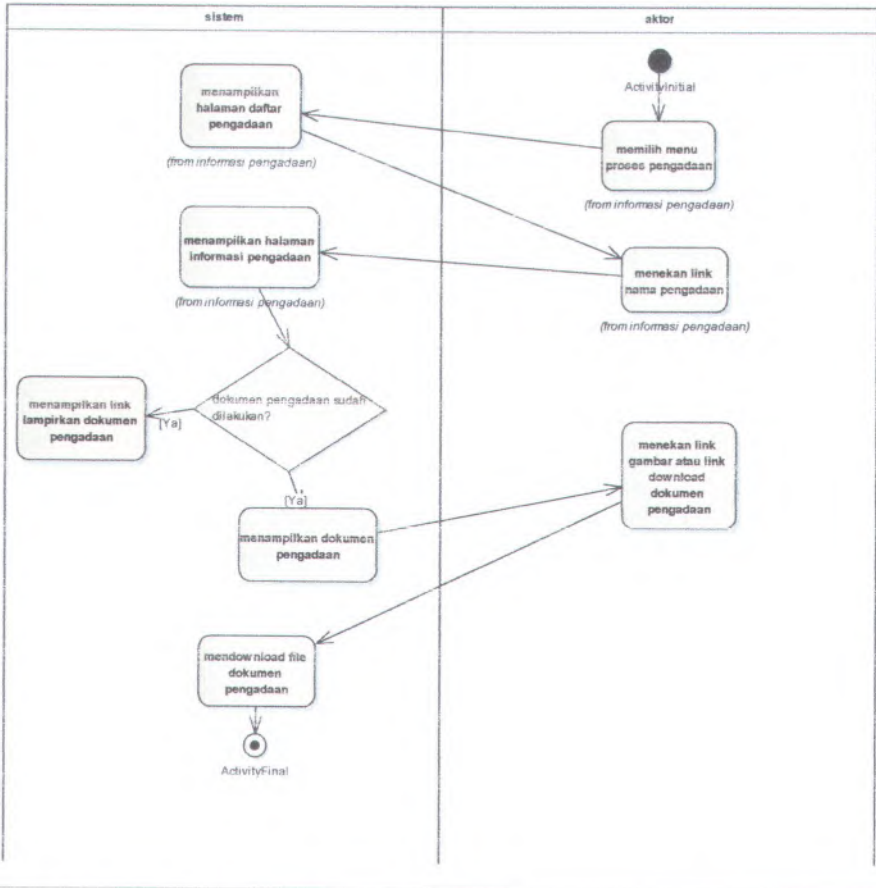 sistem
aktor
ActivityInitial
menampilkan
halaman daftar
pengadaan
(from informasi pengadaan)
memilih menu
proses pengadaan
(from informasi pengadaan)
menampilkan halaman
informasi pengadaan
(from informasi pengadaan)
menekan link
nama pengadaan
(from informasi pengadaan)
dokumen pengadaan sudah
dilakukan?
menampilkan link
lampirkan dokumen
pengadaan
[Ya]
menekan link
gambar atau link
download
dokumen
pengadaan
[Ya]
menampilkan dokumen
pengadaan
mendownload file
dokumen
pengadaan
ActivityFinal